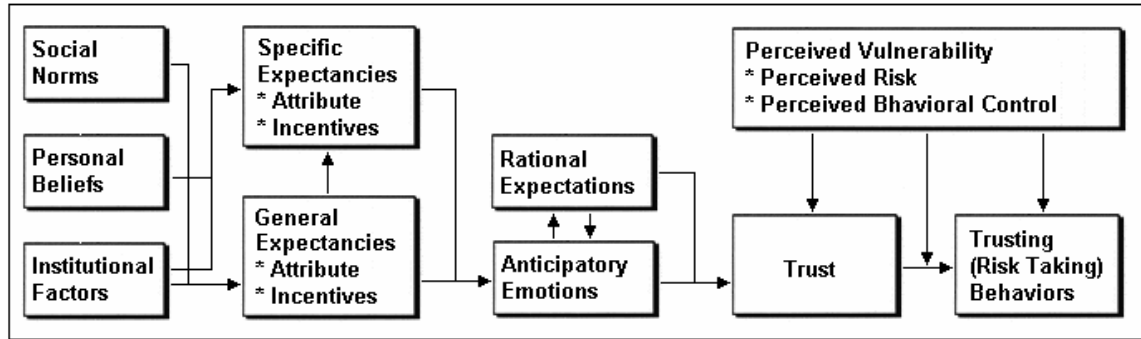 Social
Norms
Personal
Beliefs
Institutional
Factors
Specific
Expectancies
* Attribute
* Incentives
General
Expectancies
* Attribute
* Incentives
Rational
Expectations
Anticipatory
Emotions
Perceived Vulnerability
* Perceived Risk
* Perceived Bhavioral Control
Trust
Trusting
(Risk Taking)
Behaviors